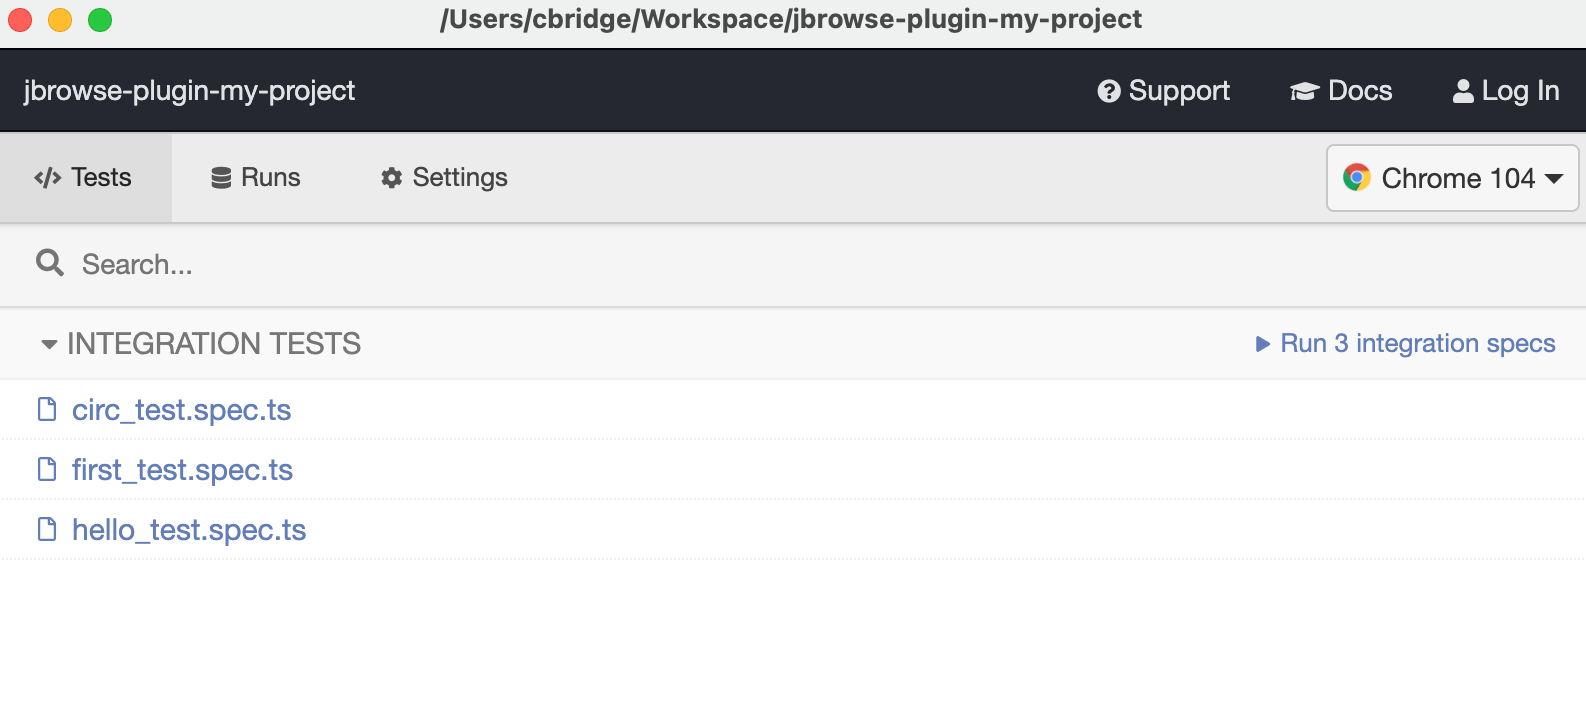 /Users/cbridge/Workspace/jbrowse-plugin-my-project
jbrowse-plugin-my-project Support Docs Log In
Tests Runs Settings Chrome 104
Search...
INTEGRATION TESTS Run 3 integration specs
circ_test.spec.ts
first_test.spec.ts
hello_test.spec.ts